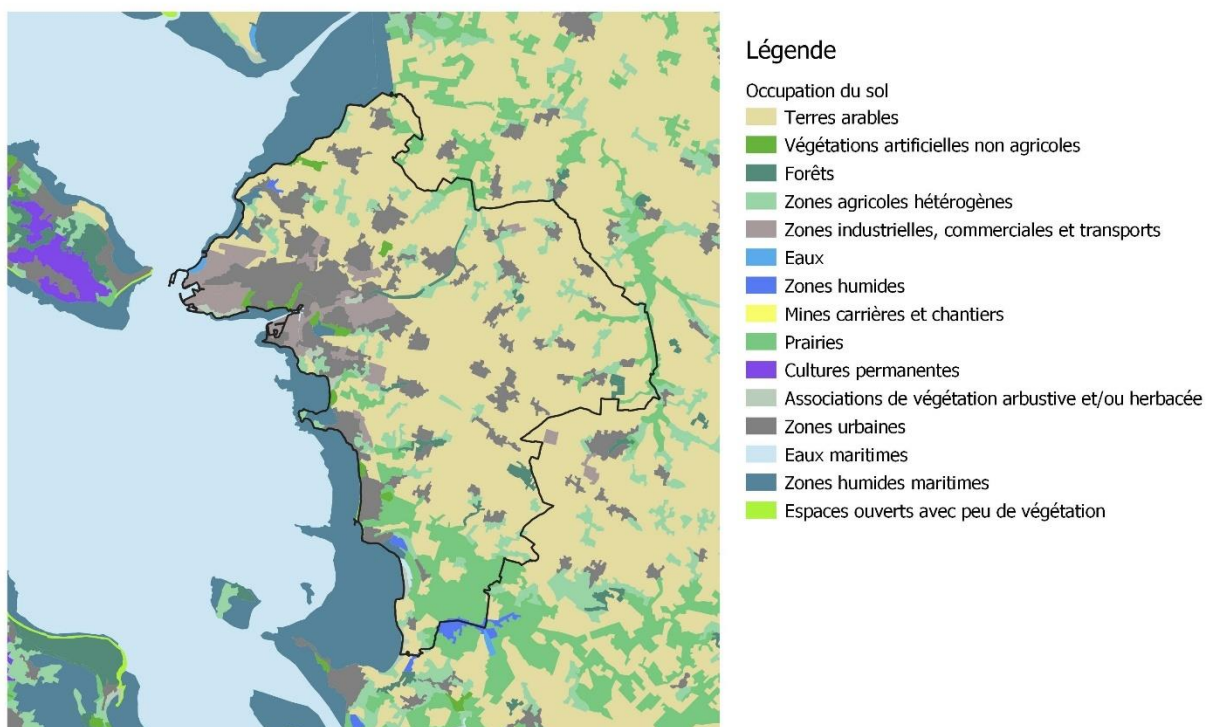 Légende
Occupation du sol
Terres arables
Végétations artificielles non agricoles
Forêts
Zones agricoles hétérogènes
Zones industrielles, commerciales et transports
Eaux
Zones humides
Mines carrières et chantiers
Prairies
Cultures permanentes
Associations de végétation arbustive et/ou herbacée
Zones urbaines
Eaux maritimes
Zones humides maritimes
Espaces ouverts avec peu de végétation